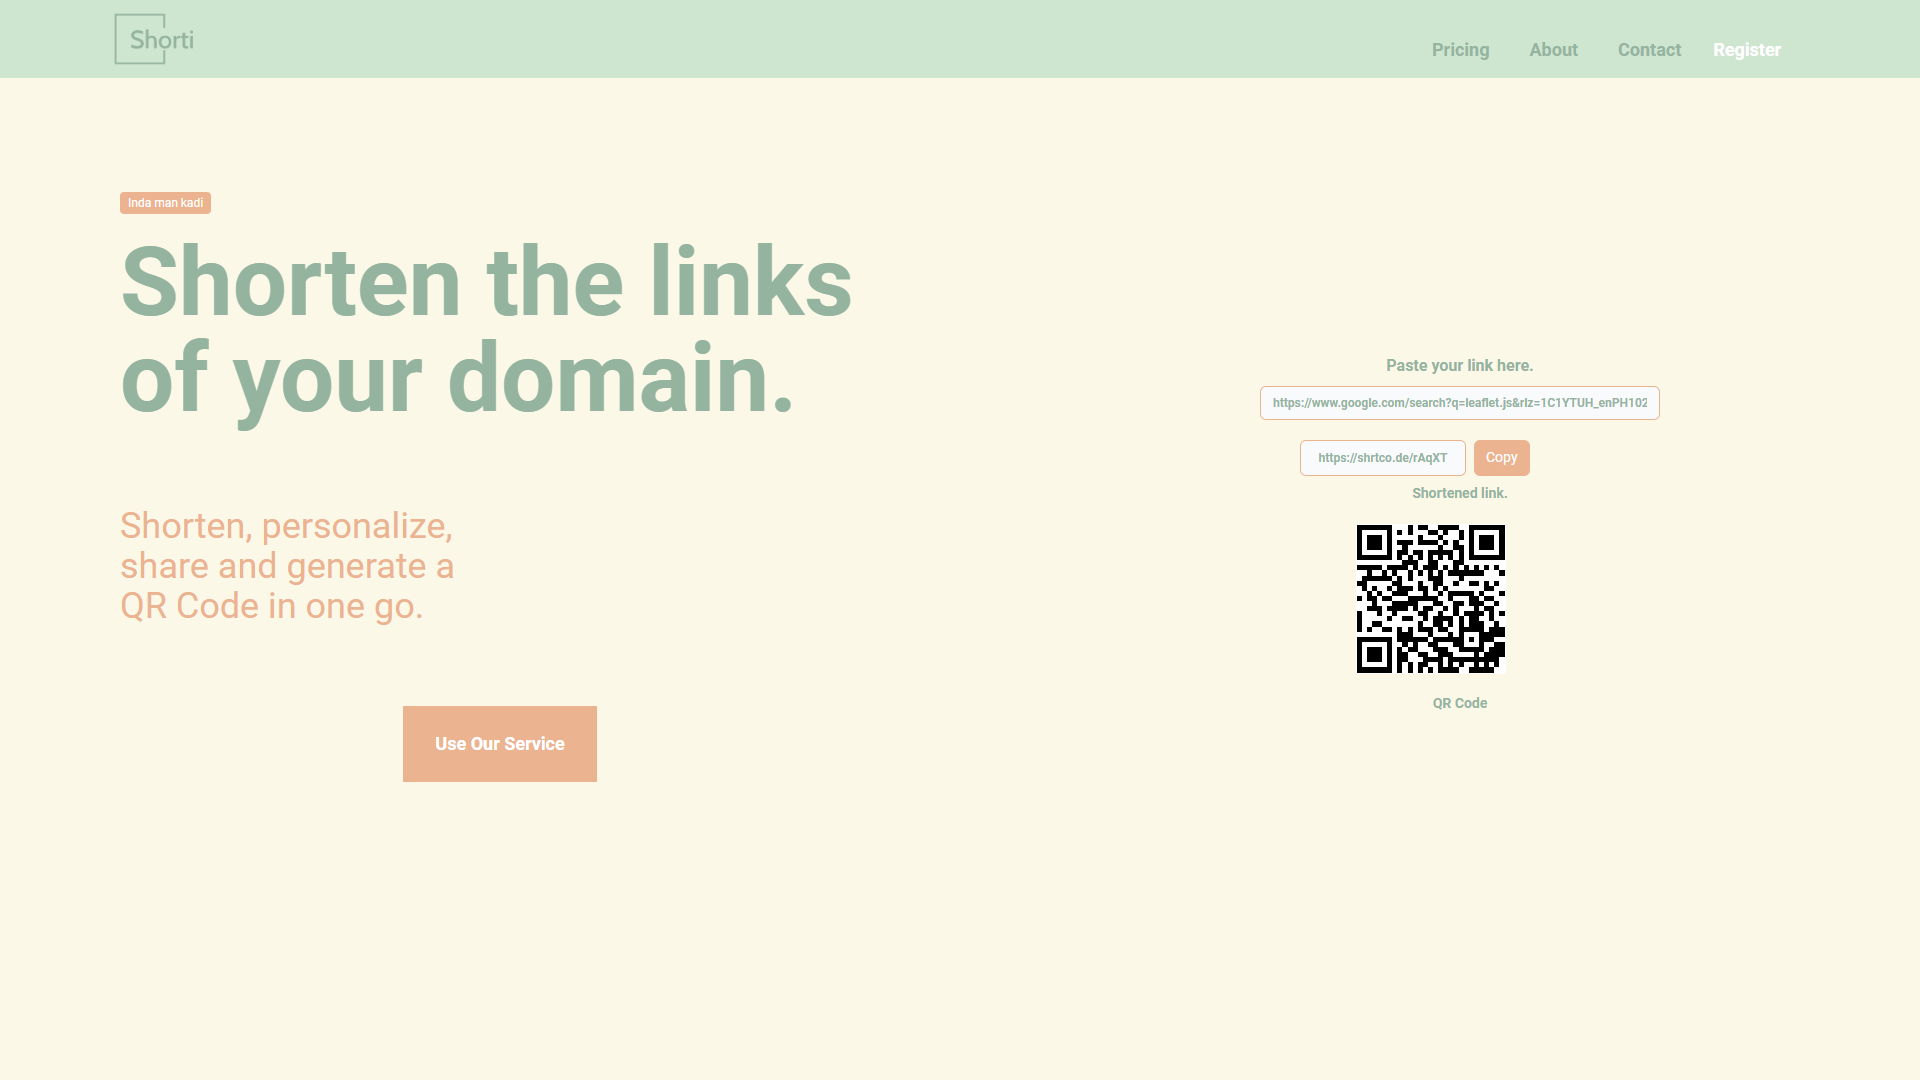 Shorti
Pricing
About
Contact
Register
Inda man kadi
Shorten the links
of your domain.
Shorten, personalize,
share and generate a
QR Code in one go.
Use Our Service
Paste your link here.
https://www.google.com/search?q=leaflet.js&rlz=1C1YTUH_enPH102
https://shrtco.de/rAqXT
Copy
Shortened link.
QR Code